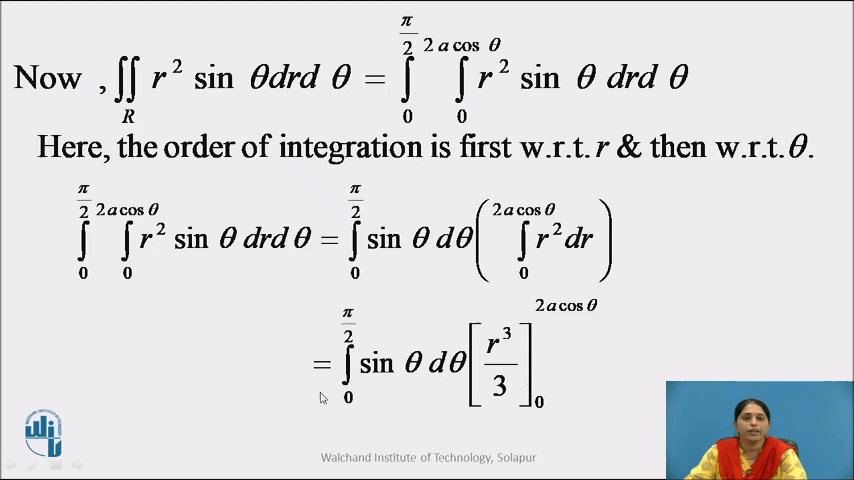 Now , ∬_R r² sin θdrd θ = ∫_0^{π/2} ∫_0^{2a cos θ} r² sin θ drd θ
Here, the order of integration is first w.r.t. r & then w.r.t. θ.
∫_0^{π/2} ∫_0^{2a cos θ} r² sin θ drd θ = ∫_0^{π/2} sin θ dθ ( ∫_0^{2a cos θ} r² dr )
= ∫_0^{π/2} sin θ dθ [ r³/3 ]_0^{2a cos θ}
Walchand Institute of Technology, Solapur